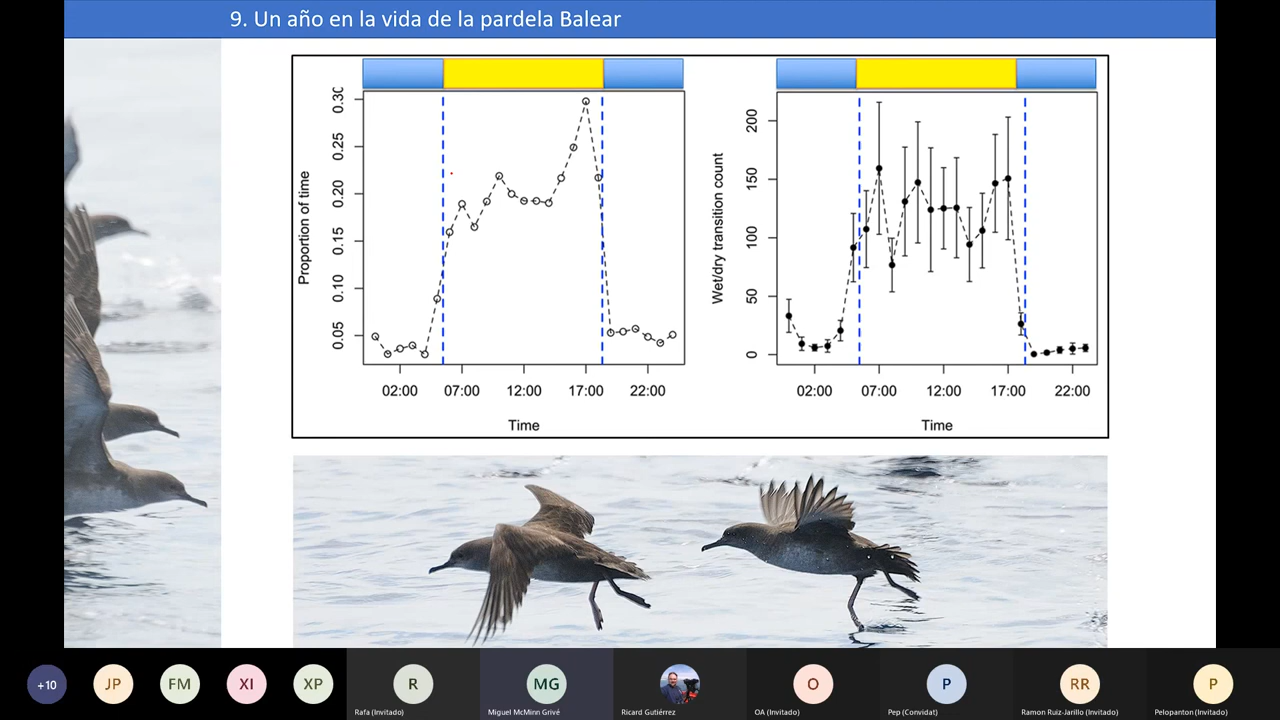 9. Un año en la vida de la pardela Balear
Proportion of time
0.30
0.25
0.20
0.15
0.10
0.05
02:00 07:00 12:00 17:00 22:00
Time
Wet/dry transition count
200
150
100
50
0
02:00 07:00 12:00 17:00 22:00
Time
+10 JP FM XI XP R MG O P RR P
Rafa (Invitado) Miguel McMinn Grivé Ricard Gutiérrez OA (Invitado) Pep (Convidat) Ramon Ruiz-Jarillo (Invitado) Pelopanton (Invitado)